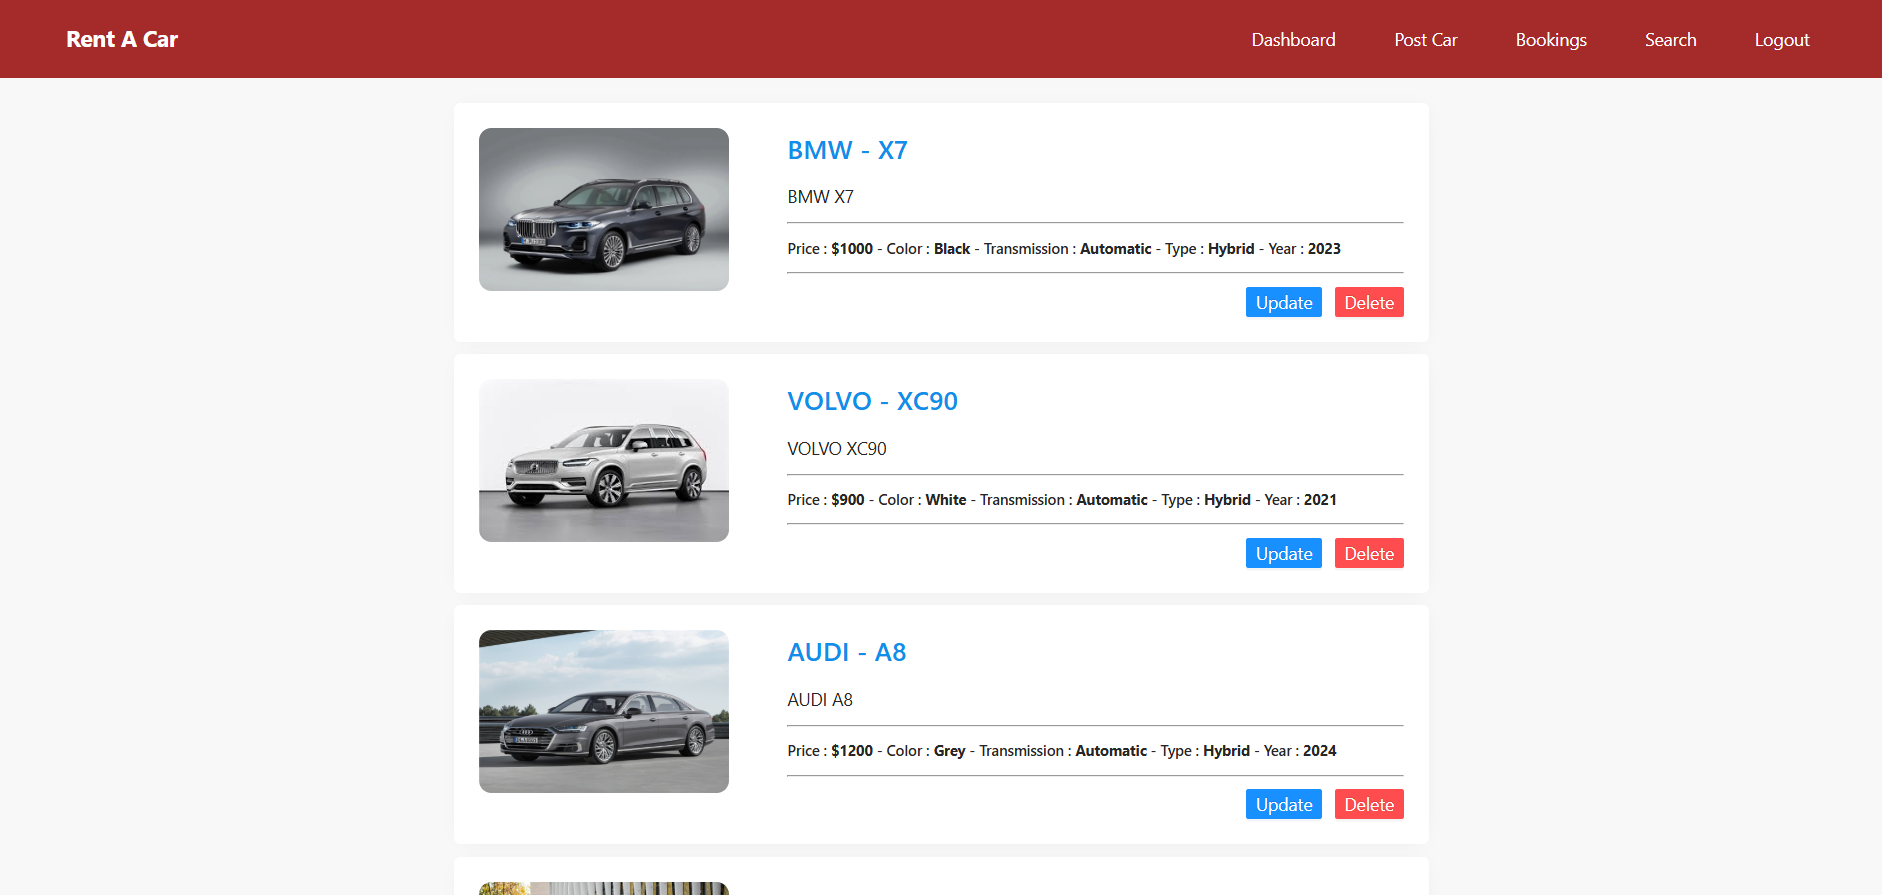 Rent A Car
Dashboard Post Car Bookings Search Logout
BMW - X7
BMW X7
Price : $1000 - Color : Black - Transmission : Automatic - Type : Hybrid - Year : 2023
Update Delete
VOLVO - XC90
VOLVO XC90
Price : $900 - Color : White - Transmission : Automatic - Type : Hybrid - Year : 2021
Update Delete
AUDI - A8
AUDI A8
Price : $1200 - Color : Grey - Transmission : Automatic - Type : Hybrid - Year : 2024
Update Delete